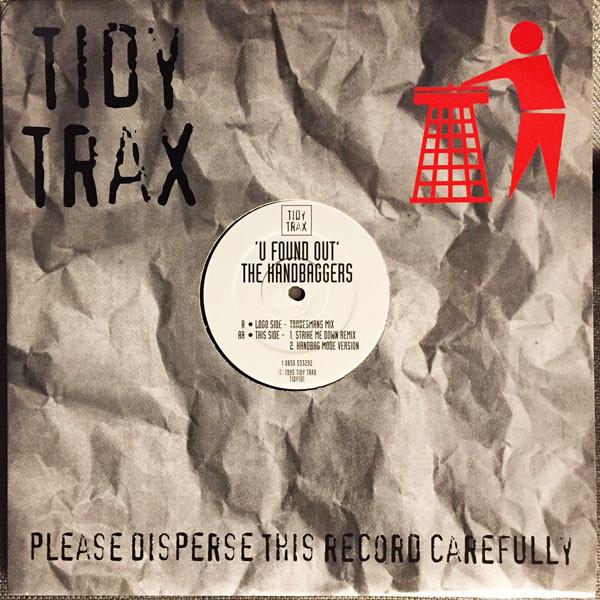 TIDY
TRAX
TIDY
TRAX
'U FOUND OUT'
THE HANDBAGGERS
A • LOGO SIDE - TRADESMANS MIX
AA • THIS SIDE - 1. STRIKE ME DOWN REMIX
2. HANDBAG MODE VERSION
T 0850 533292
© 1995 TIDY TRAX
TIDY101
PLEASE DISPERSE THIS RECORD CAREFULLY